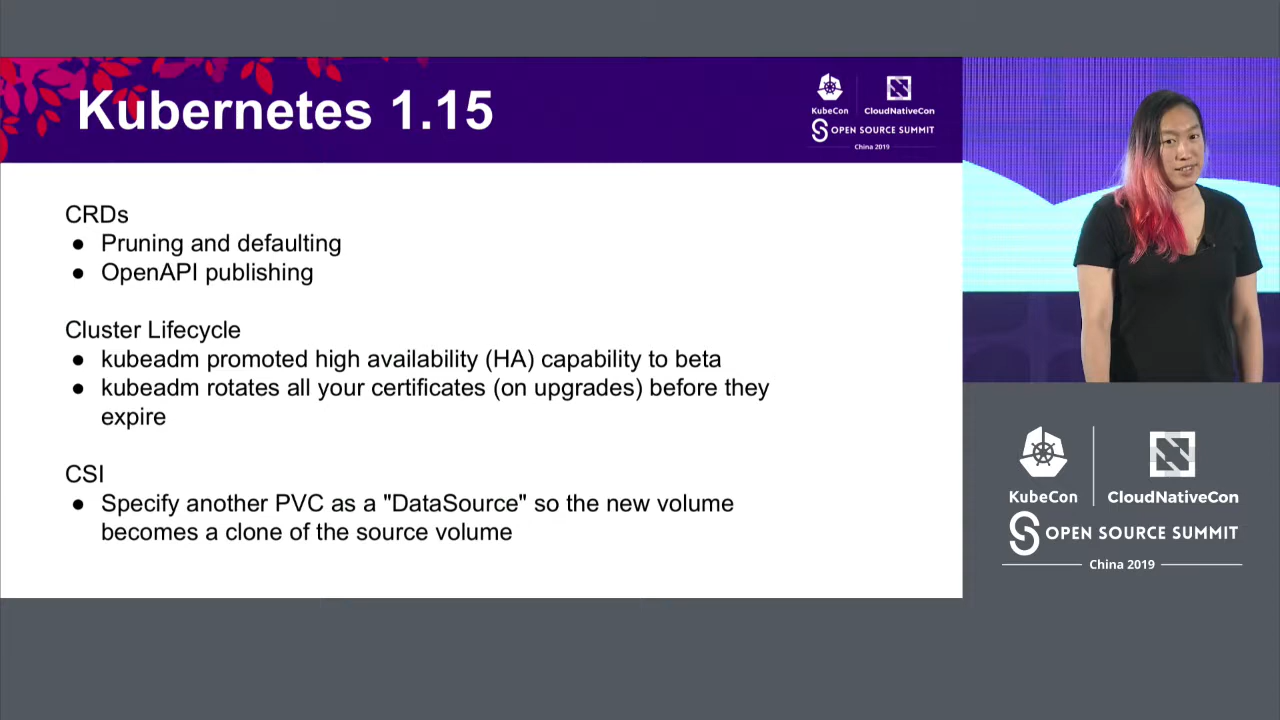 Kubernetes 1.15
KubeCon
CloudNativeCon
OPEN SOURCE SUMMIT
China 2019
CRDs
● Pruning and defaulting
● OpenAPI publishing
Cluster Lifecycle
● kubeadm promoted high availability (HA) capability to beta
● kubeadm rotates all your certificates (on upgrades) before they
expire
CSI
● Specify another PVC as a "DataSource" so the new volume
becomes a clone of the source volume
KubeCon
CloudNativeCon
OPEN SOURCE SUMMIT
China 2019